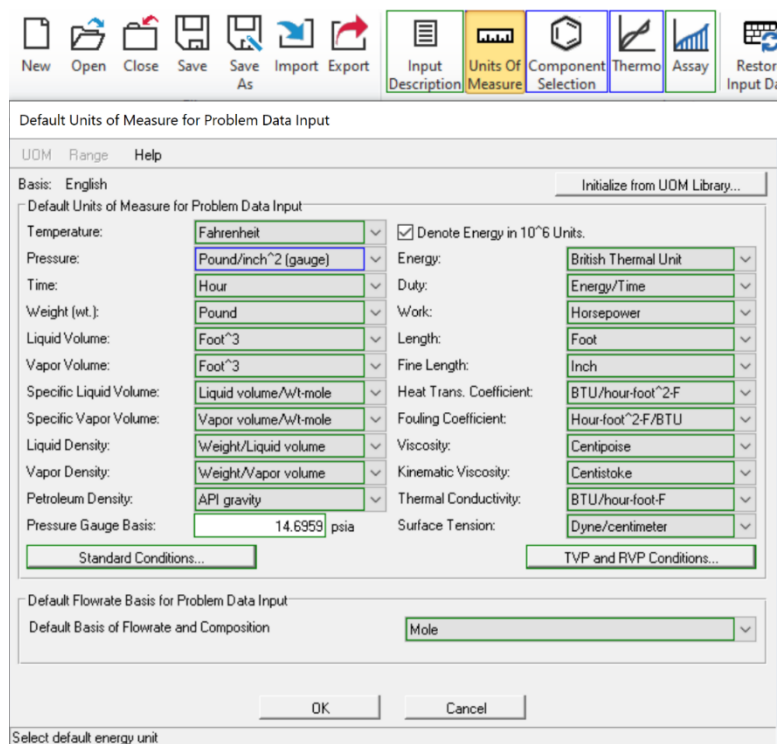 New Open Close Save Save As Import Export Input Description Units Of Measure Component Selection Thermo Assay Restor Input Da
Default Units of Measure for Problem Data Input
UOM Range Help
Basis: English Initialize from UOM Library...
Default Units of Measure for Problem Data Input
Temperature: Fahrenheit Denote Energy in 10^6 Units.
Pressure: Pound/inch^2 (gauge) Energy: British Thermal Unit
Time: Hour Duty: Energy/Time
Weight (wt.): Pound Work: Horsepower
Liquid Volume: Foot^3 Length: Foot
Vapor Volume: Foot^3 Fine Length: Inch
Specific Liquid Volume: Liquid volume/Wt-mole Heat Trans. Coefficient: BTU/hour-foot^2-F
Specific Vapor Volume: Vapor volume/Wt-mole Fouling Coefficient: Hour-foot^2-F/BTU
Liquid Density: Weight/Liquid volume Viscosity: Centipoise
Vapor Density: Weight/Vapor volume Kinematic Viscosity: Centistoke
Petroleum Density: API gravity Thermal Conductivity: BTU/hour-foot-F
Pressure Gauge Basis: 14.6959 psia Surface Tension: Dyne/centimeter
Standard Conditions... TVP and RVP Conditions...
Default Flowrate Basis for Problem Data Input
Default Basis of Flowrate and Composition Mole
OK Cancel
Select default energy unit